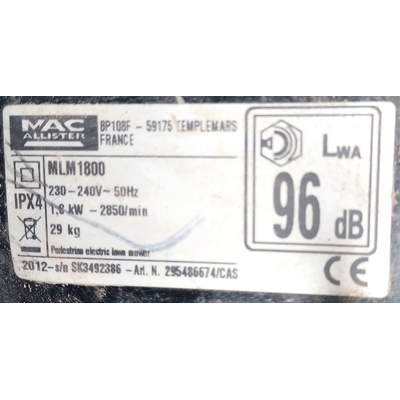 MAC
ALLISTER
BP108F - 59175 TEMPLEMARS
FRANCE
MLM1800
230-240V~ 50Hz
IPX4
1,8 kW - 2850/min
29 kg
Pedestrian electric lawn mower
2012-s/n SK3492386 -Art. N. 295486674/CAS
LWA
96 dB
CE